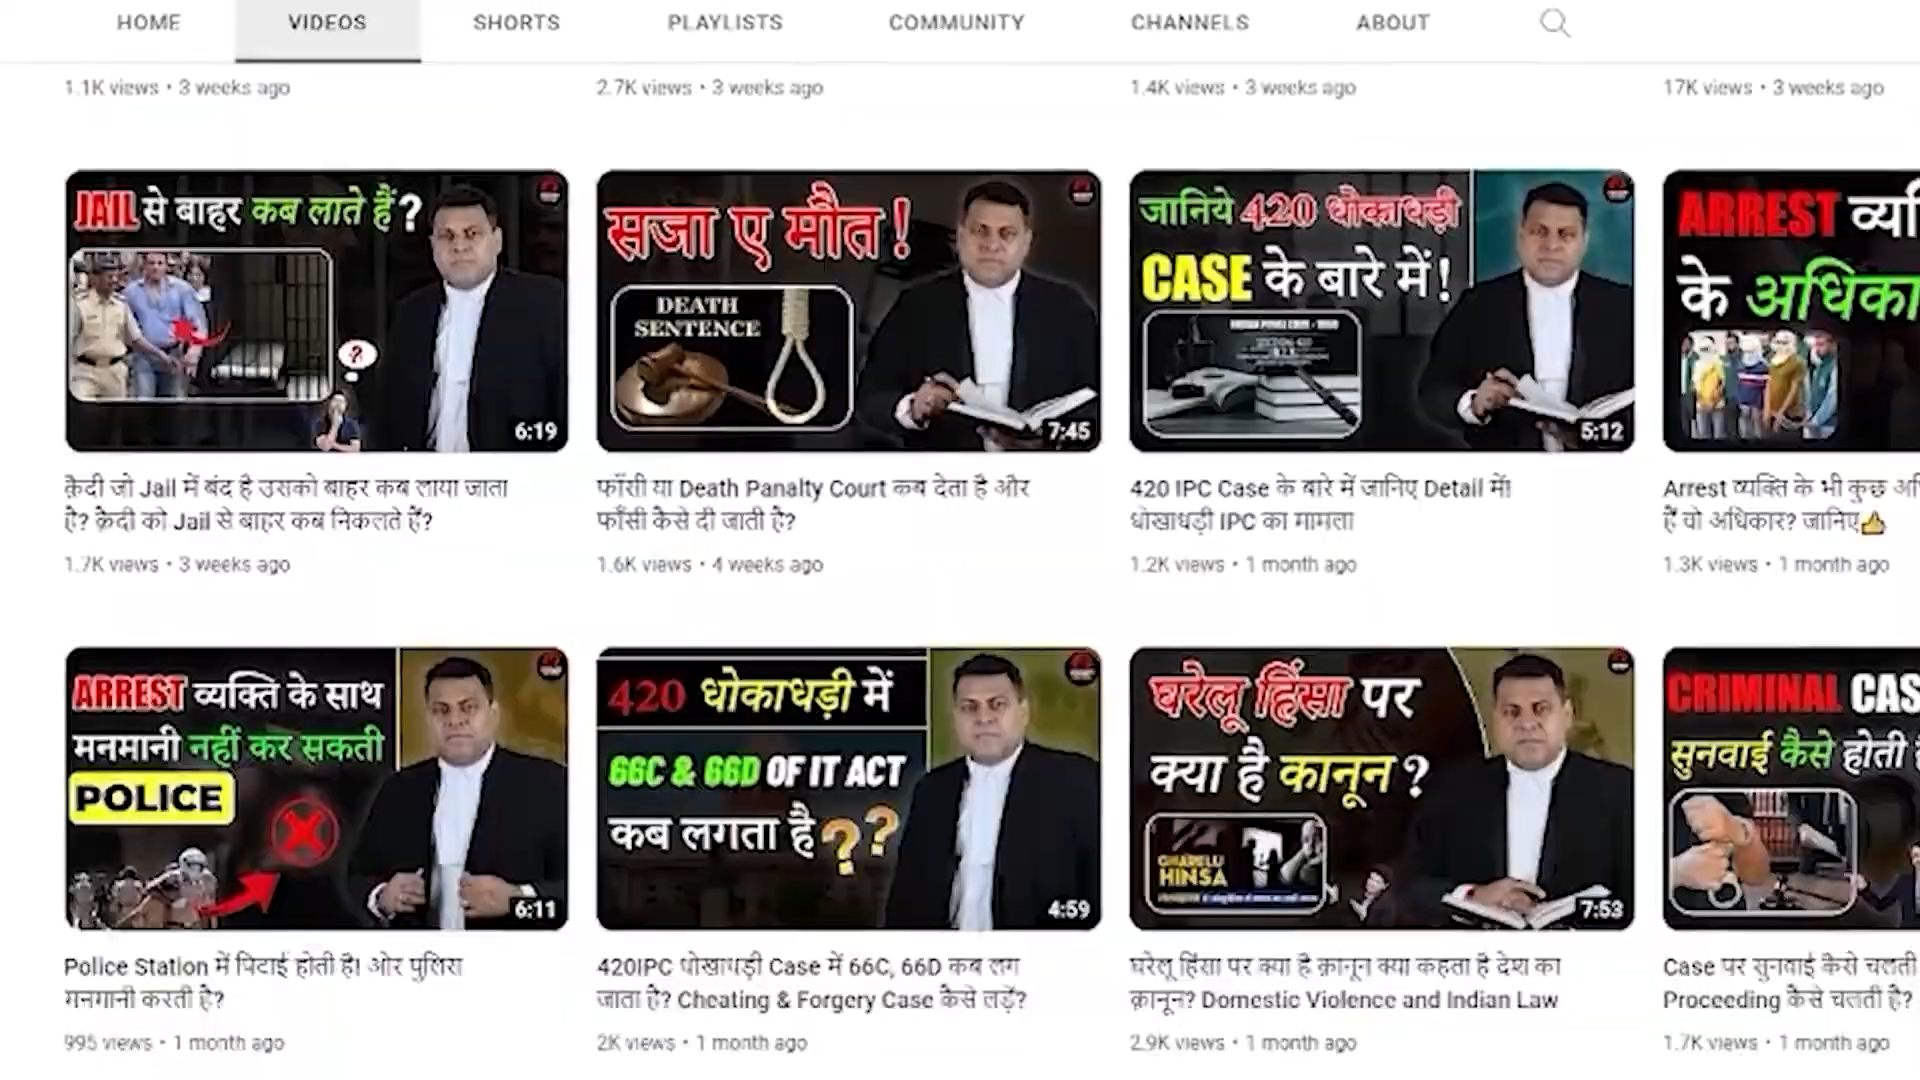 HOME VIDEOS SHORTS PLAYLISTS COMMUNITY CHANNELS ABOUT
1.1K views • 3 weeks ago
2.7K views • 3 weeks ago
1.4K views • 3 weeks ago
17K views • 3 weeks ago
JAIL से बाहर कब लाते हैं?
?
6:19
सजा ए मौत!
DEATH
SENTENCE
7:45
जानिये 420 धोकाधड़ी
CASE के बारे में!
5:12
ARREST
के
क़ैदी जो Jail में बंद है उसको बाहर कब लाया जाता
है? क़ैदी को Jail से बाहर कब निकलते हैं?
1.7K views • 3 weeks ago
फाँसी या Death Panalty Court कब देता है और
फाँसी कैसे दी जाती है?
1.6K views • 4 weeks ago
420 IPC Case के बारे में जानिए Detail में!
धोखाधड़ी IPC का मामला
1.2K views • 1 month ago
Arrest व्यक्ति के भी कुछ
हैं वो अधिकार? जानिए👍
1.3K views • 1 month ago
ARREST व्यक्ति के साथ
मनमानी नहीं कर सकती
POLICE
6:11
420 धोकाधड़ी में
66C & 66D OF IT ACT
कब लगता है??
4:59
घरेलू हिंसा पर
क्या है कानून?
GHARELU
HINSA
7:53
CRIMINAL
सुनवाई कैसे होती
Police Station में पिटाई होती है। ओर पुलिस
मनमानी करती है?
995 views • 1 month ago
420IPC धोखाधड़ी Case में 66C, 66D कब लग
जाता है? Cheating & Forgery Case कैसे लड़ें?
2K views • 1 month ago
घरेलू हिंसा पर क्या है क़ानून क्या कहता है देश का
क़ानून? Domestic Violence and Indian Law
2.9K views • 1 month ago
Case पर सुनवाई कैसे चलती
Proceeding कैसे चलती है?
1.7K views • 1 month ago